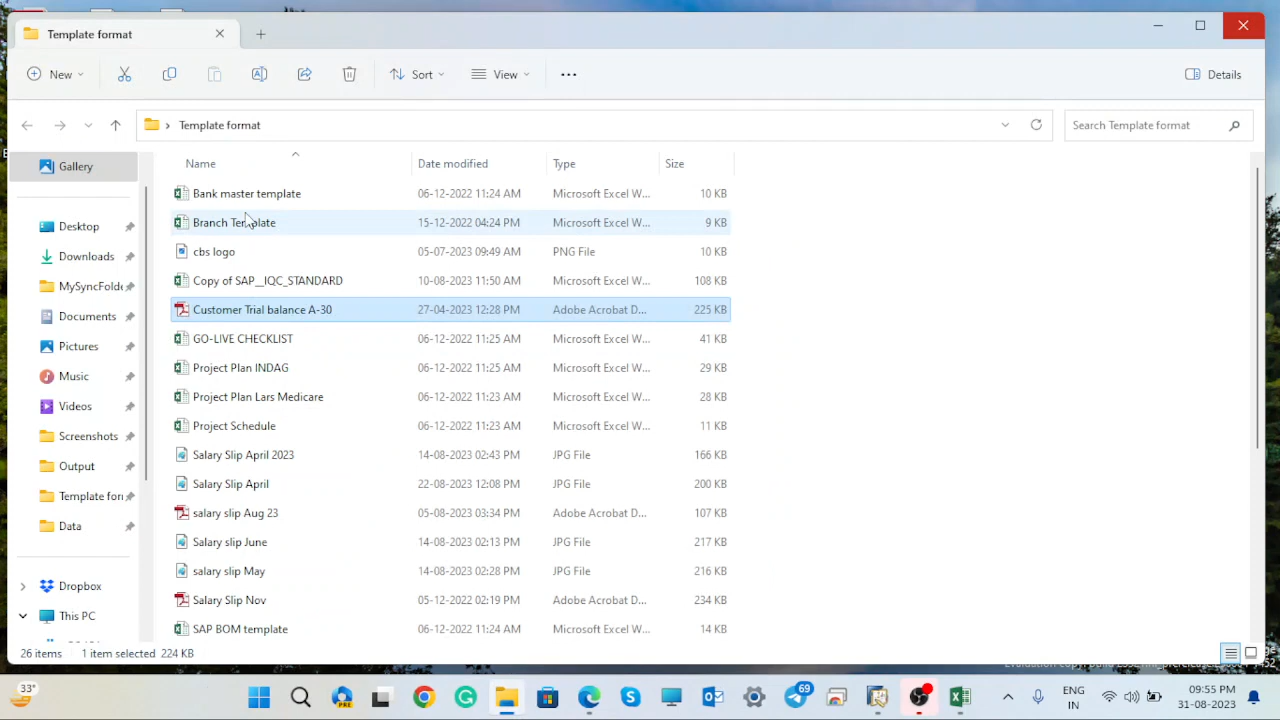 Template format
New
Sort
View
Details
Template format
Search Template format
Gallery
Name
Date modified
Type
Size
Bank master template 06-12-2022 11:24 AM Microsoft Excel W... 10 KB
Desktop
Branch Template 15-12-2022 04:24 PM Microsoft Excel W... 9 KB
Downloads
cbs logo 05-07-2023 09:49 AM PNG File 10 KB
MySyncFolde
Copy of SAP__IQC_STANDARD 10-08-2023 11:50 AM Microsoft Excel W... 108 KB
Documents
Customer Trial balance A-30 27-04-2023 12:28 PM Adobe Acrobat D... 225 KB
Pictures
GO-LIVE CHECKLIST 06-12-2022 11:25 AM Microsoft Excel W... 41 KB
Music
Project Plan INDAG 06-12-2022 11:25 AM Microsoft Excel W... 29 KB
Videos
Project Plan Lars Medicare 06-12-2022 11:23 AM Microsoft Excel W... 28 KB
Screenshots
Project Schedule 06-12-2022 11:23 AM Microsoft Excel W... 11 KB
Output
Salary Slip April 2023 14-08-2023 02:43 PM JPG File 166 KB
Template forn
Salary Slip April 22-08-2023 12:08 PM JPG File 200 KB
Data
salary slip Aug 23 05-08-2023 03:34 PM Adobe Acrobat D... 107 KB
Salary slip June 14-08-2023 02:13 PM JPG File 217 KB
Dropbox
salary slip May 14-08-2023 02:28 PM JPG File 216 KB
This PC
Salary Slip Nov 05-12-2022 02:19 PM Adobe Acrobat D... 234 KB
SAP BOM template 06-12-2022 11:24 AM Microsoft Excel W... 14 KB
26 items 1 item selected 224 KB
33°
PRE
69
ENG
IN
09:55 PM
31-08-2023